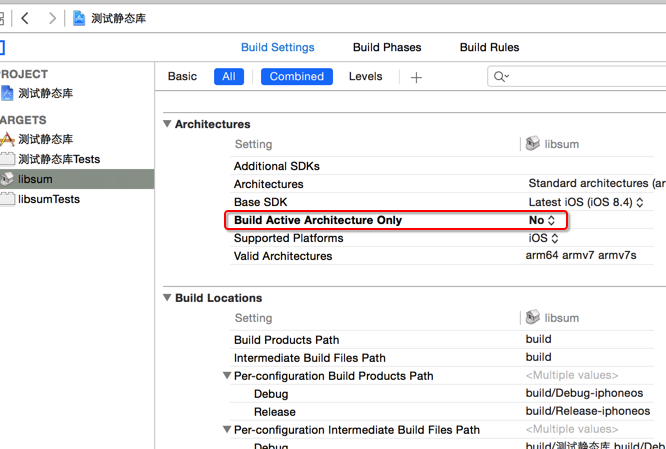 测试静态库
Build Settings Build Phases Build Rules
PROJECT
Basic All Combined Levels
测试静态库
TARGETS
测试静态库
测试静态库Tests
libsum
libsumTests
Architectures
Setting libsum
Additional SDKs
Architectures Standard architectures (ar
Base SDK Latest iOS (iOS 8.4)
Build Active Architecture Only No
Supported Platforms iOS
Valid Architectures arm64 armv7 armv7s
Build Locations
Setting libsum
Build Products Path build
Intermediate Build Files Path build
Per-configuration Build Products Path <Multiple values>
Debug build/Debug-iphoneos
Release build/Release-iphoneos
Per-configuration Intermediate Build Files Path <Multiple values>
Debug build/测试静态库.build/Deb